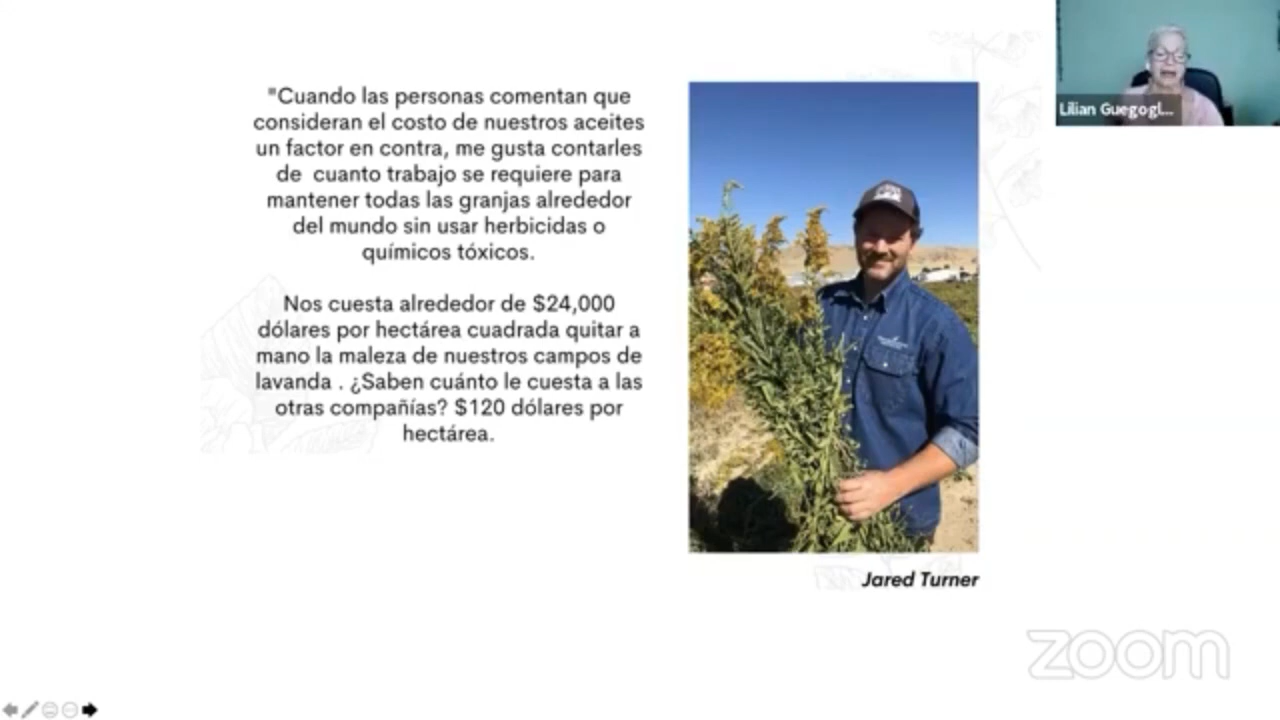 "Cuando las personas comentan que
consideran el costo de nuestros aceites
un factor en contra, me gusta contarles
de cuanto trabajo se requiere para
mantener todas las granjas alrededor
del mundo sin usar herbicidas o
químicos tóxicos.
Nos cuesta alrededor de $24,000
dólares por hectárea cuadrada quitar a
mano la maleza de nuestros campos de
lavanda . ¿Saben cuánto le cuesta a las
otras compañías? $120 dólares por
hectárea.
Jared Turner
Lilian Guegogl...
zoom